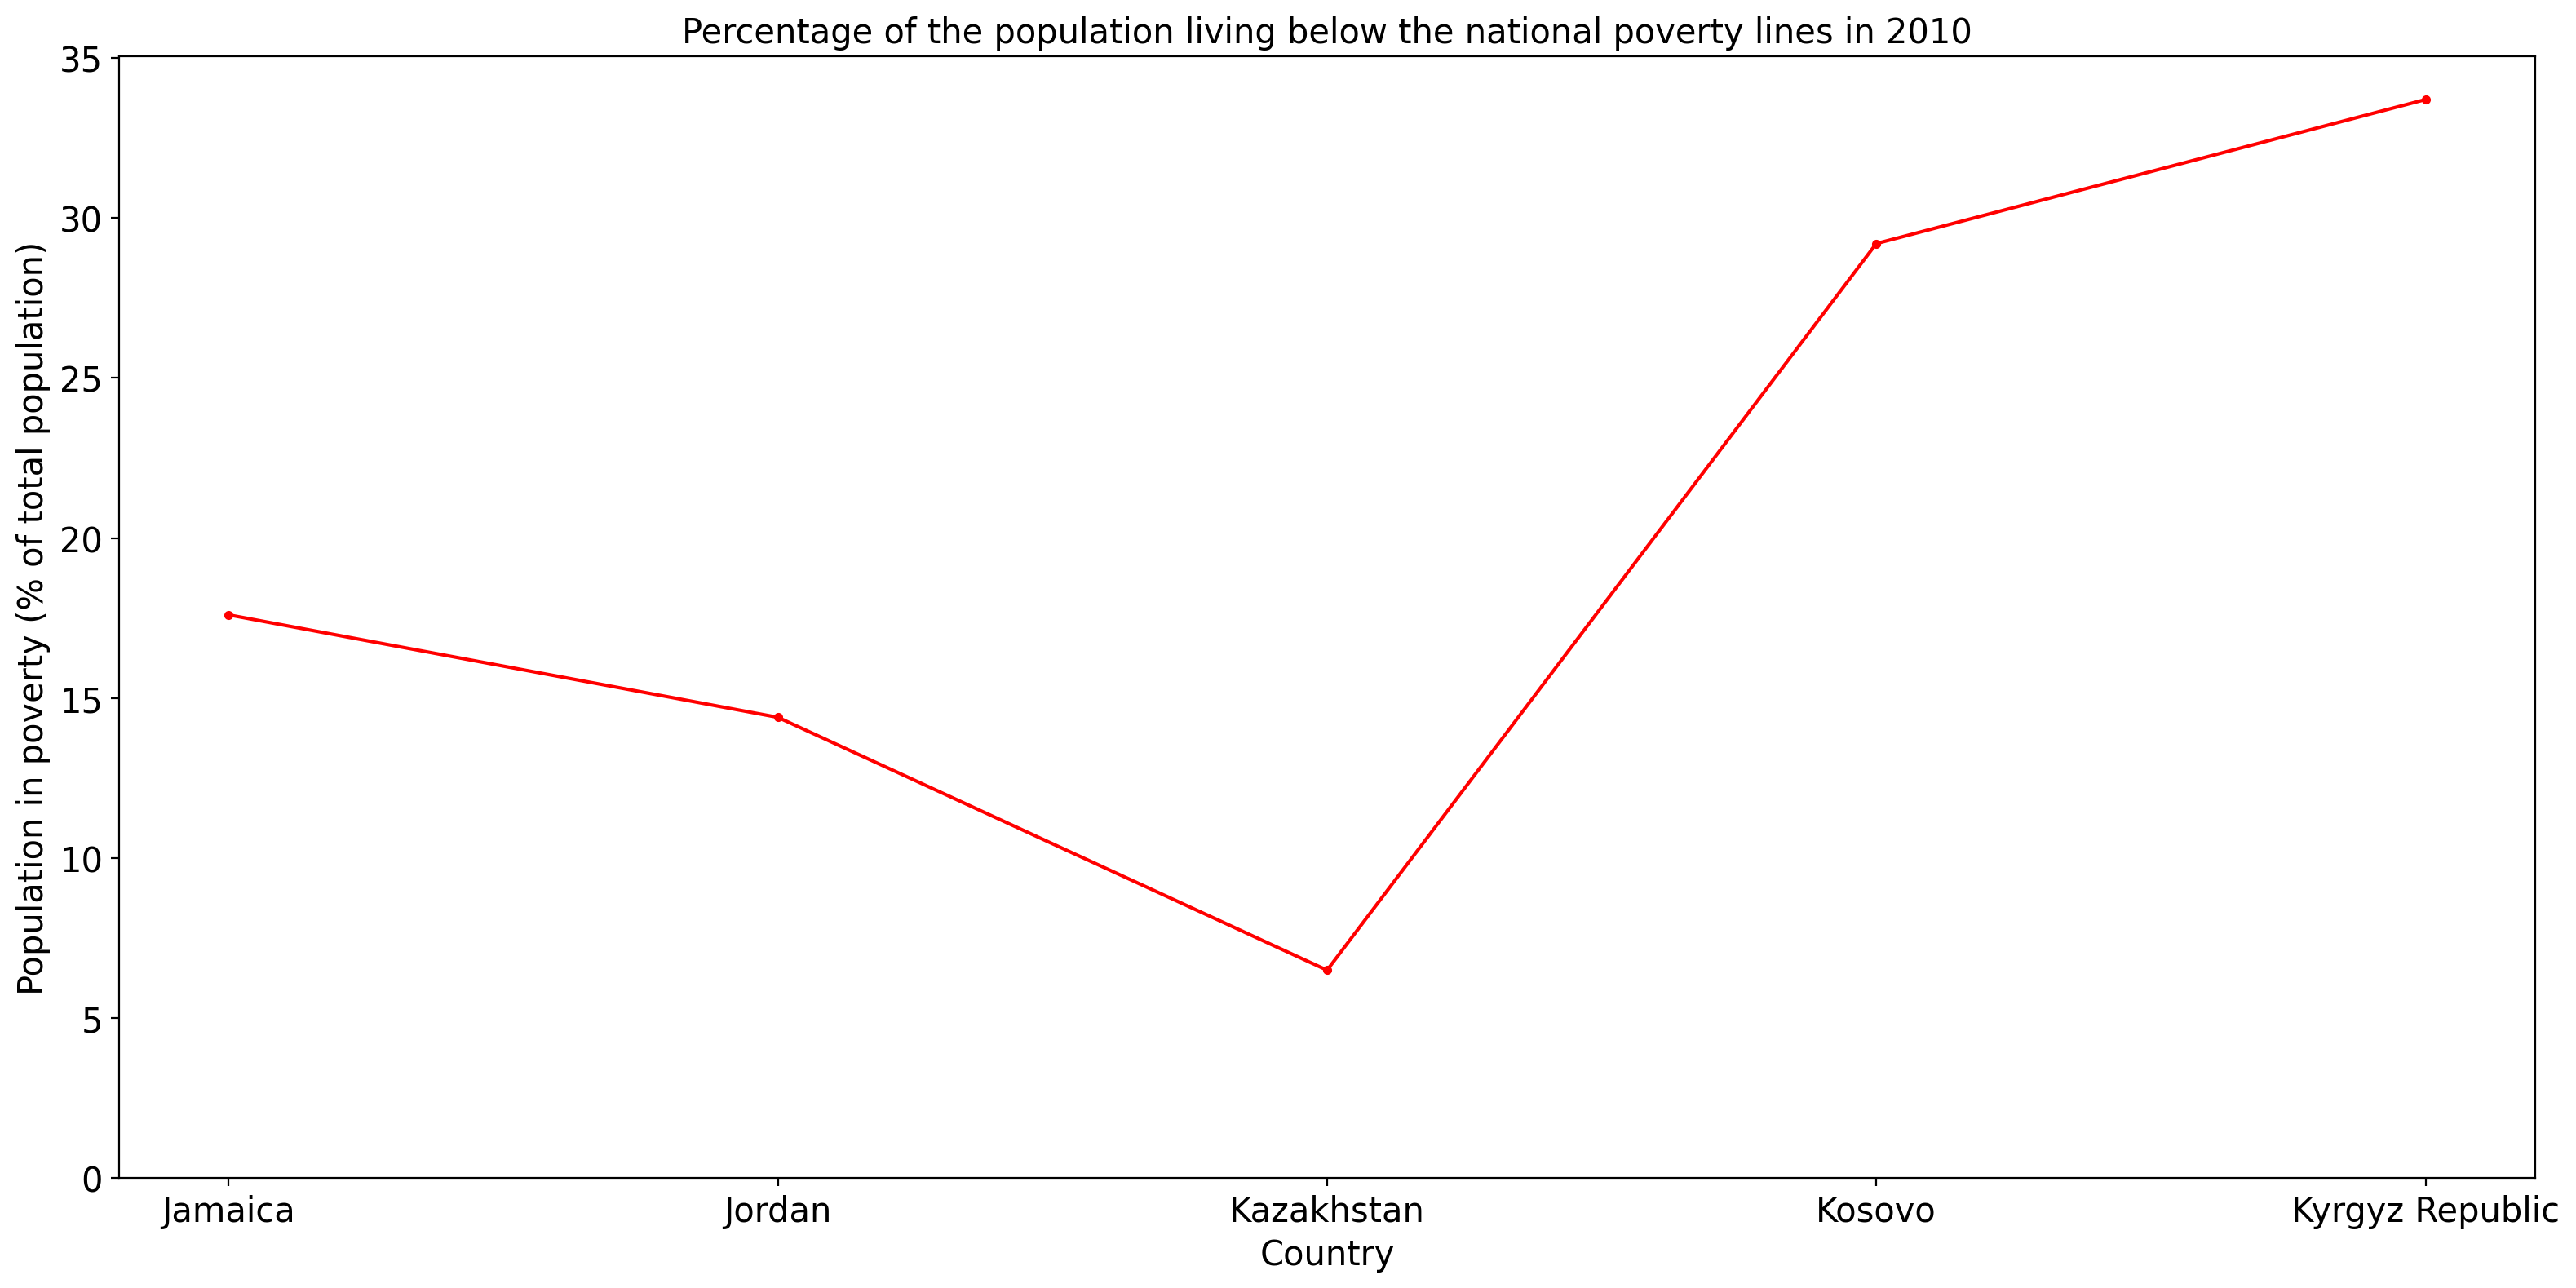 Percentage of the population living below the national poverty lines in 2010
Population in poverty (% of total population)
35
30
25
20
15
10
5
0
Jamaica Jordan Kazakhstan Kosovo Kyrgyz Republic
Country